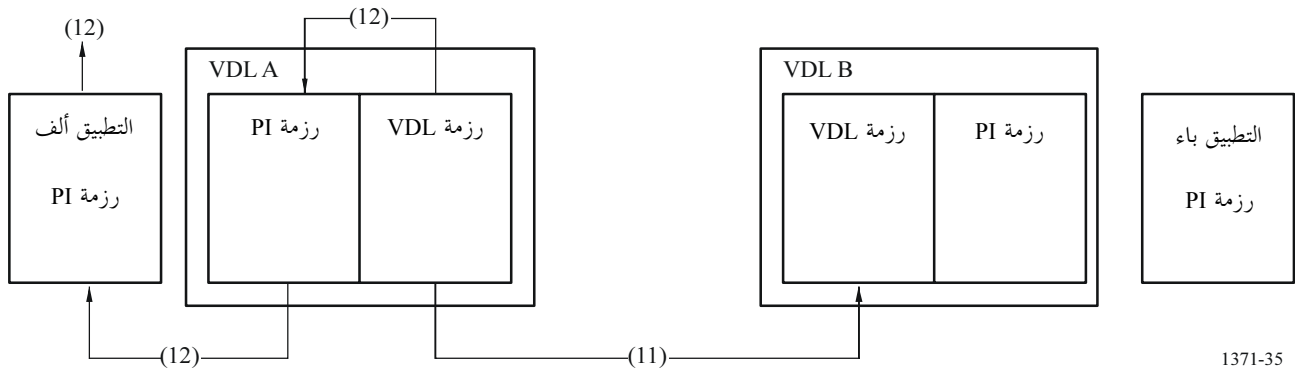 (12)
(12)
VDL A
VDL B
التطبيق ألف
رزمة PI
رزمة PI
رزمة VDL
رزمة VDL
رزمة PI
التطبيق باء
رزمة PI
(12)
(11)
1371-35